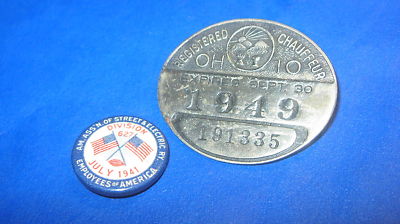 AM. ASS'N. OF STREET & ELECTRIC RY.
EMPLOYEES OF AMERICA
DIVISION
627
JULY 1941
REGISTERED CHAUFFEUR
OHIO
EXPIRES SEPT. 30
1949
191335